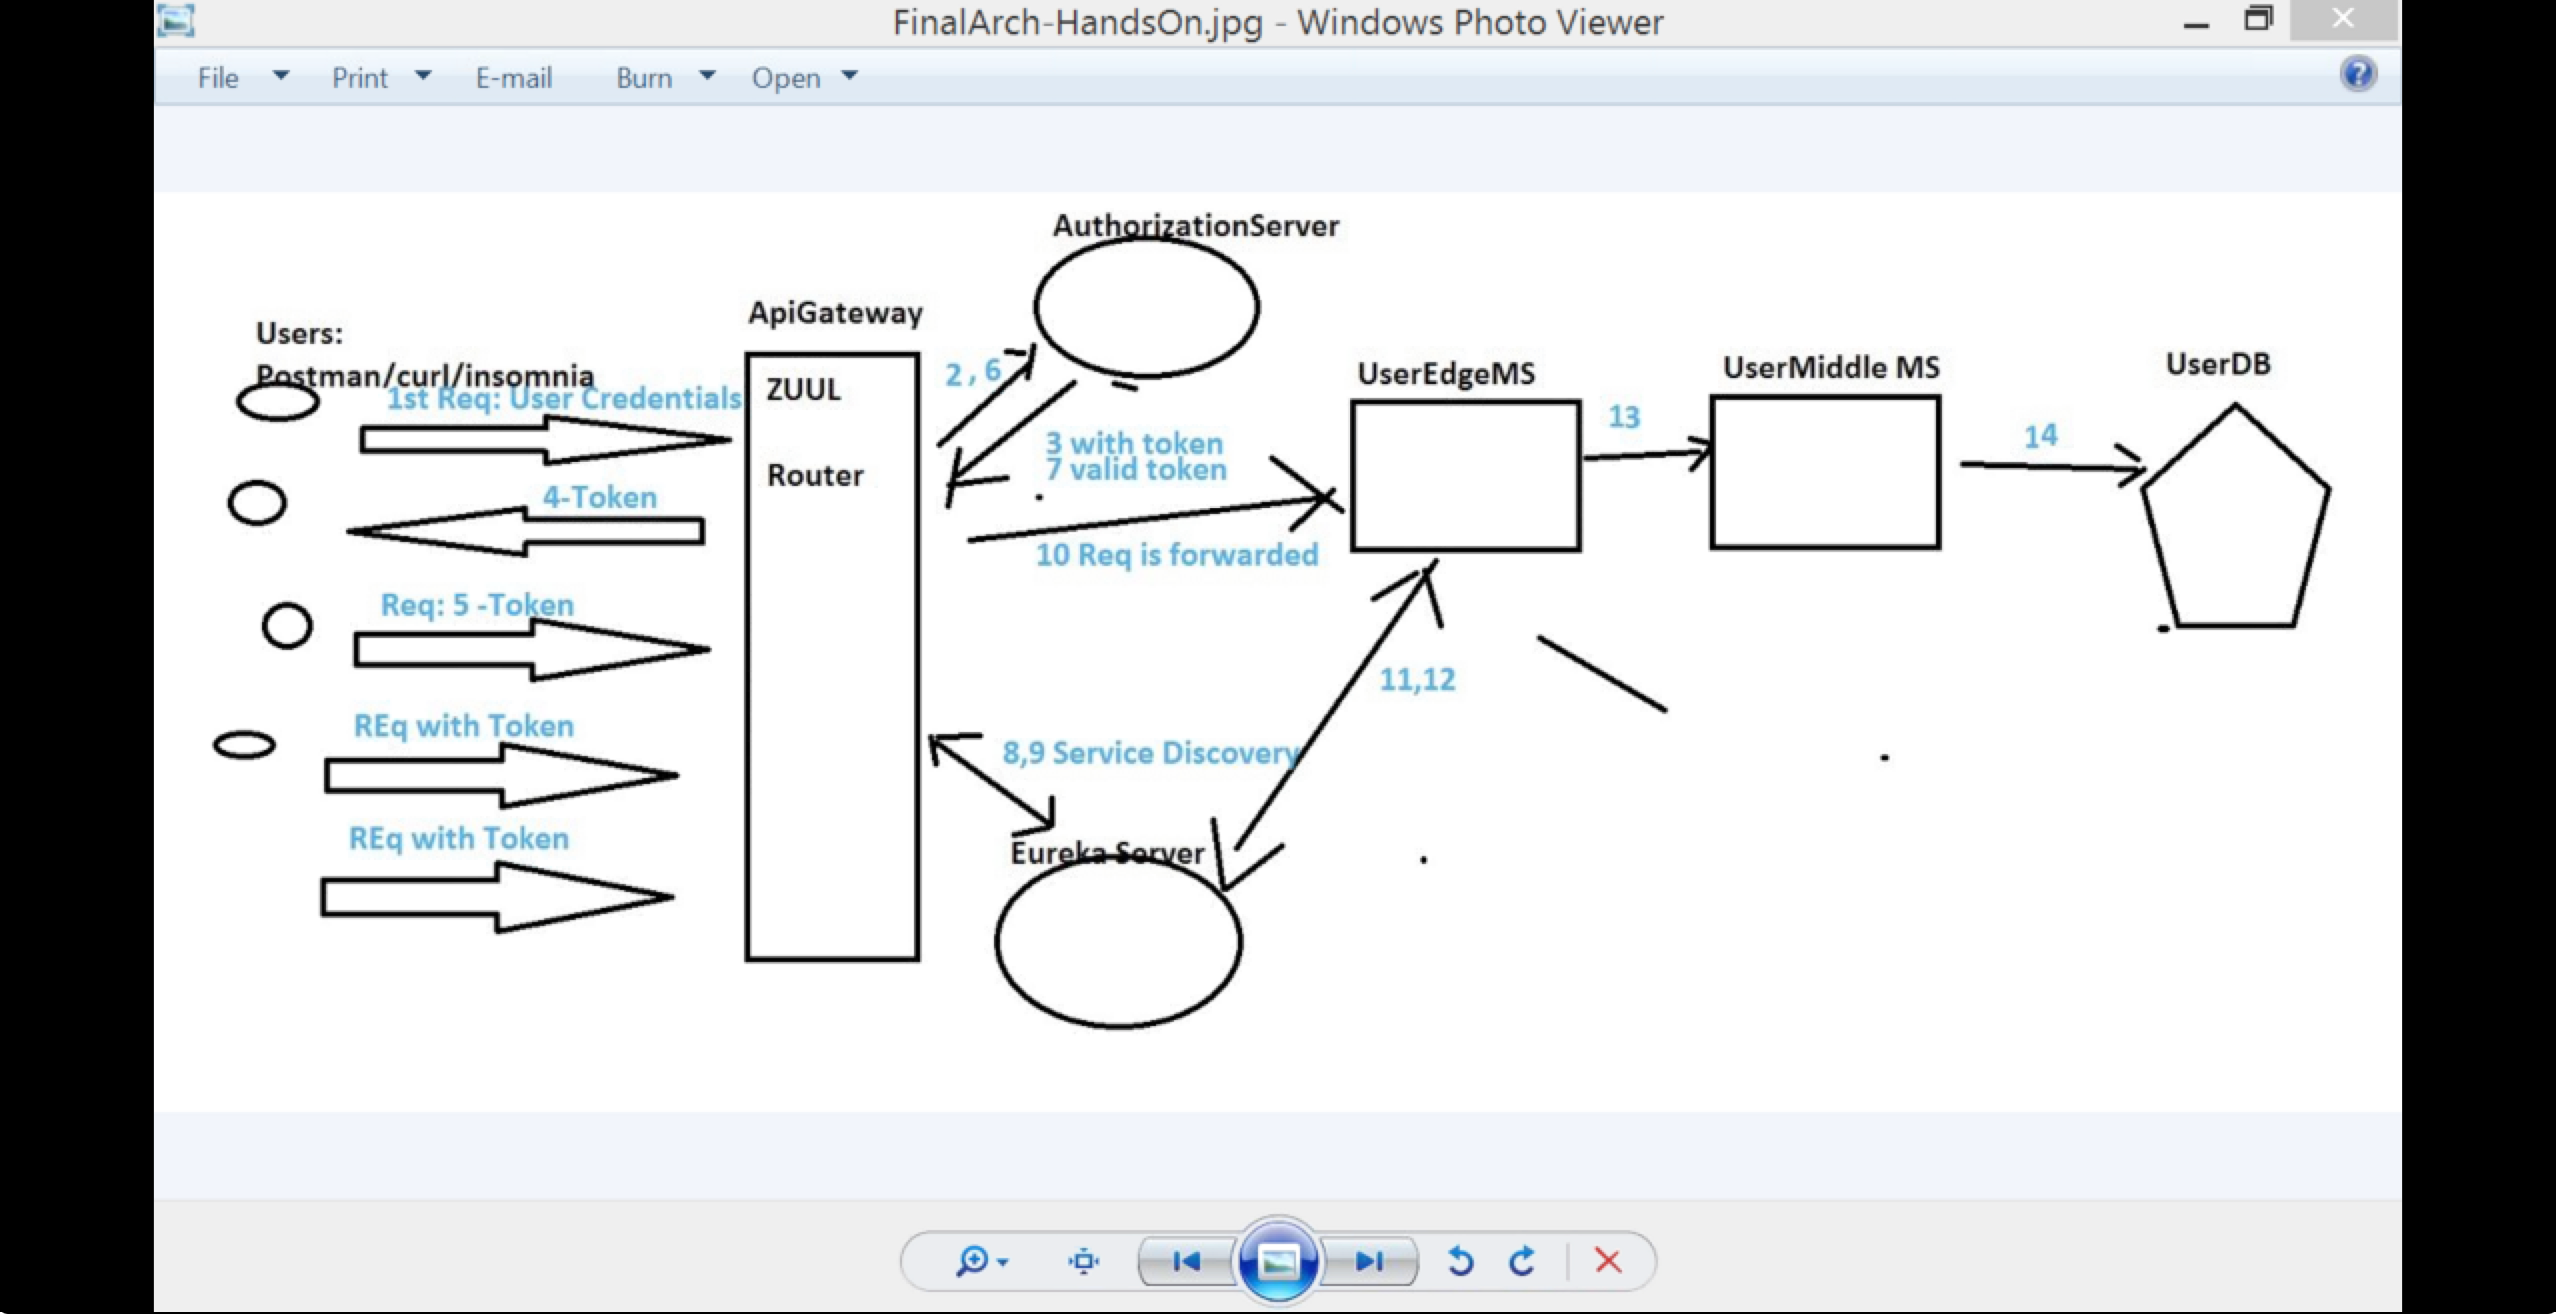 FinalArch-HandsOn.jpg - Windows Photo Viewer
File Print E-mail Burn Open
AuthorizationServer
ApiGateway
Users:
Postman/curl/insomnia
1st Req: User Credentials
ZUUL
Router
2, 6
3 with token
7 valid token
4-Token
10 Req is forwarded
UserEdgeMS
13
UserMiddle MS
14
UserDB
Req: 5 -Token
11,12
REq with Token
8,9 Service Discovery
REq with Token
Eureka Server